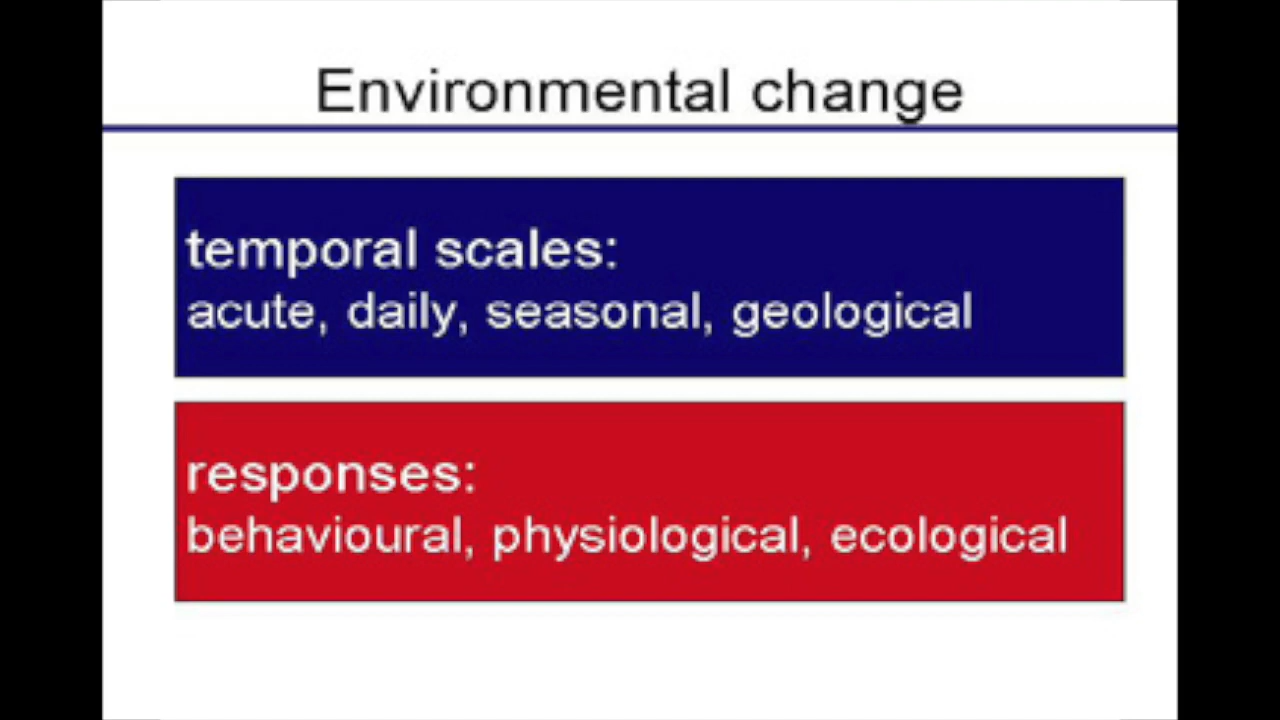 Environmental change
temporal scales:
acute, daily, seasonal, geological
responses:
behavioural, physiological, ecological